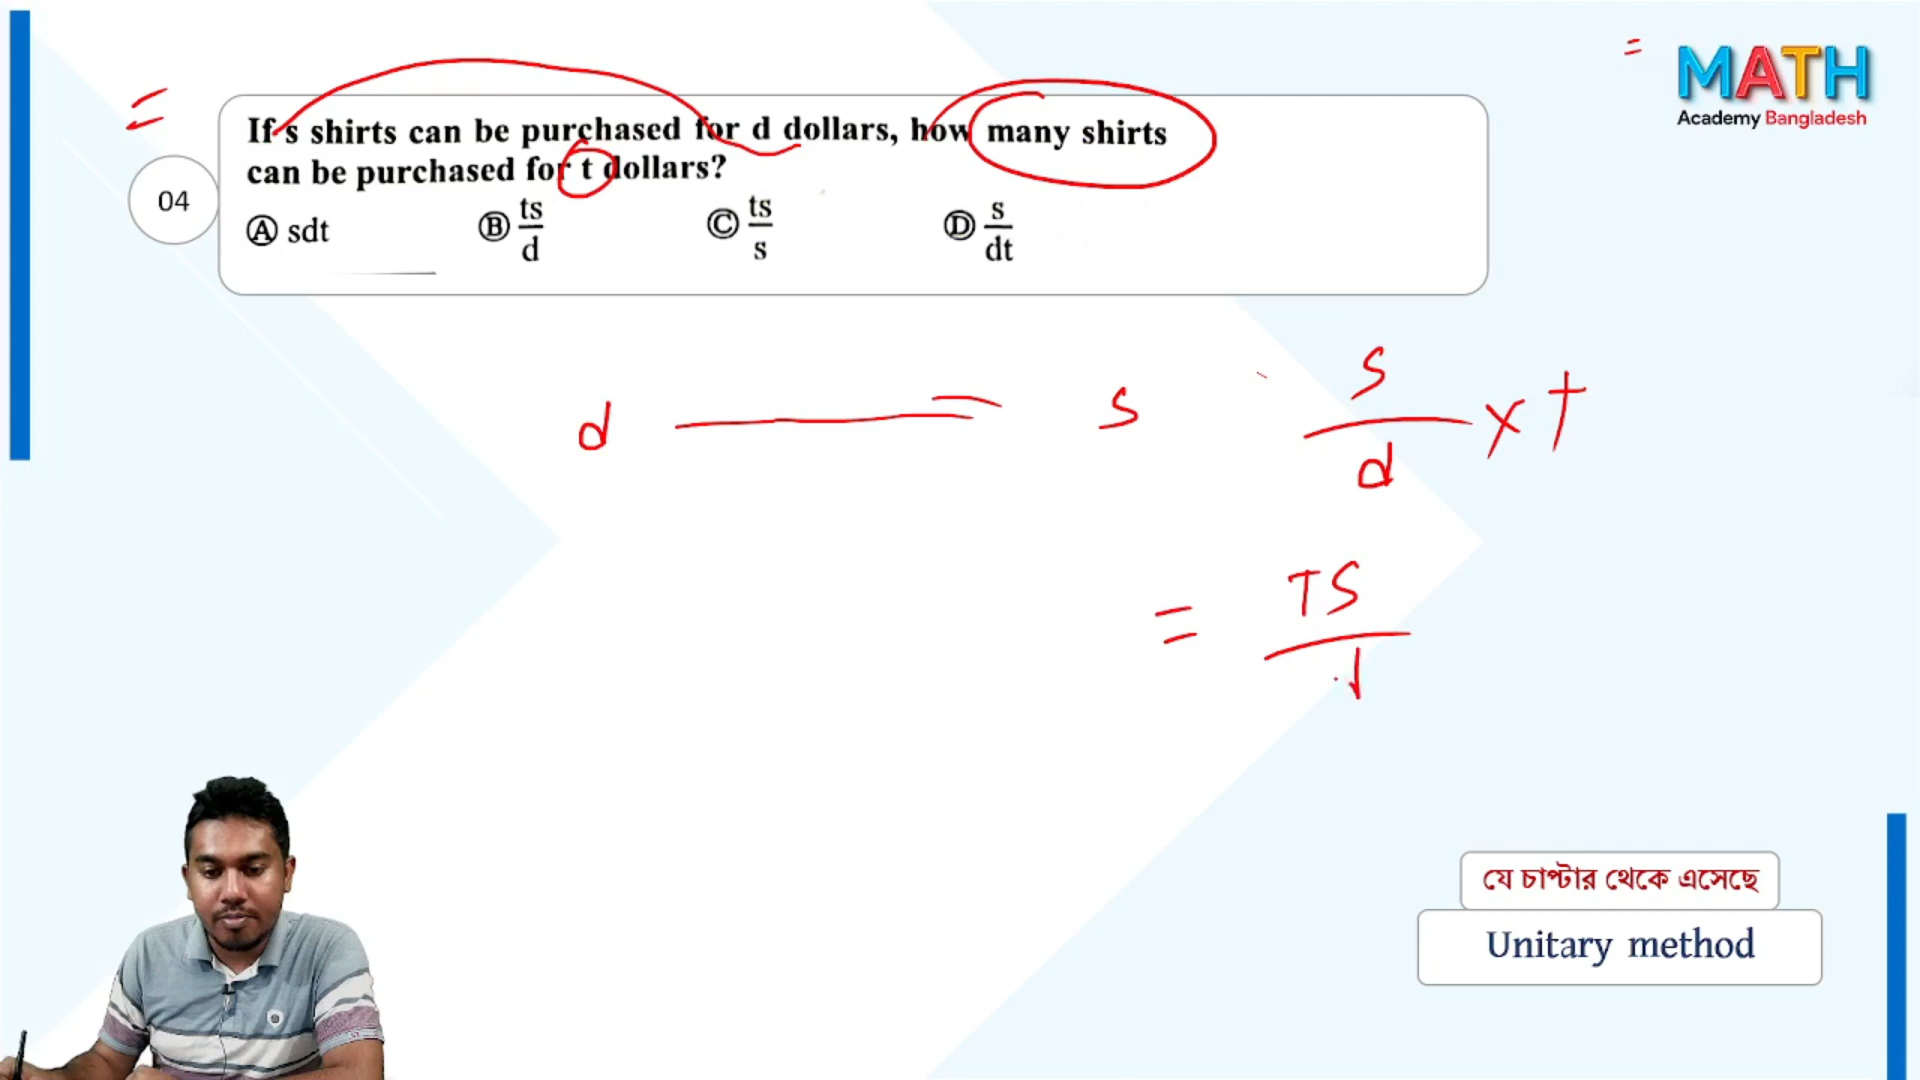 =
=
MATH
Academy Bangladesh
04
If s shirts can be purchased for d dollars, how many shirts
can be purchased for t dollars?
Ⓐ sdt Ⓑ ts/d Ⓒ ts/s Ⓓ s/dt
d == s s/d × t
= TS/d
যে চাপ্টার থেকে এসেছে
Unitary method